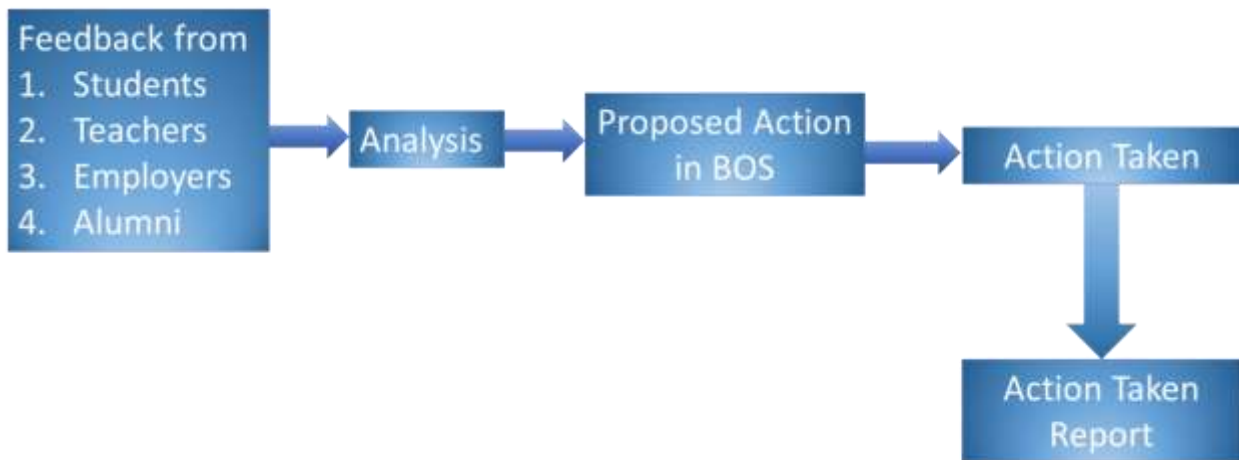 Feedback from
1. Students
2. Teachers
3. Employers
4. Alumni
Analysis
Proposed Action
in BOS
Action Taken
Action Taken
Report